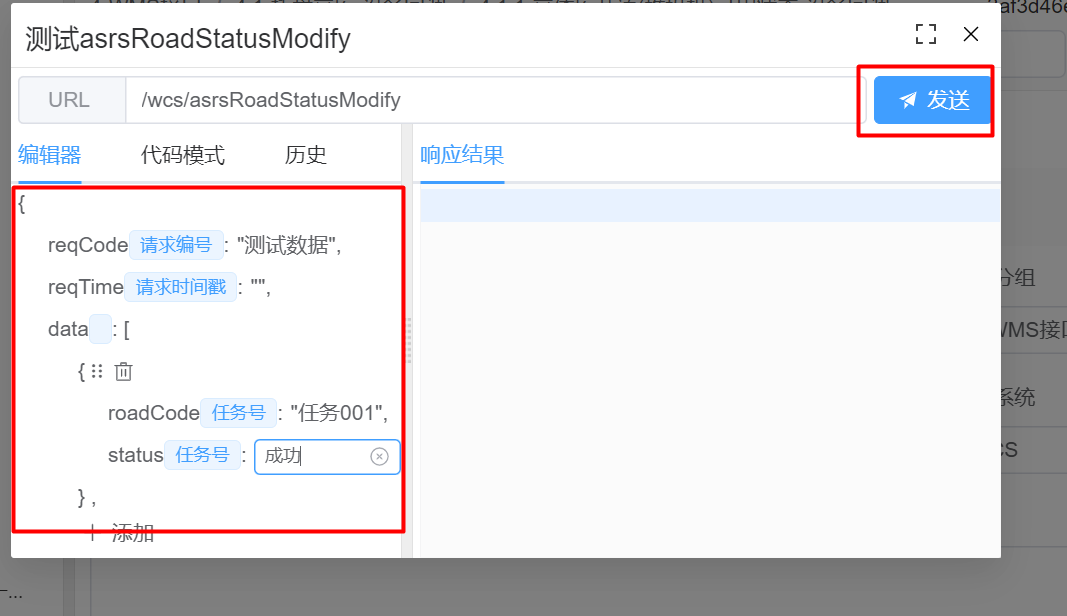 测试asrsRoadStatusModify
URL /wcs/asrsRoadStatusModify 发送
编辑器 代码模式 历史 响应结果
{
reqCode 请求编号 : "测试数据",
reqTime 请求时间戳 : "",
data : [
{
roadCode 任务号 : "任务001",
status 任务号 : 成功
} ,
添加
分组
WMS接口
系统
CS